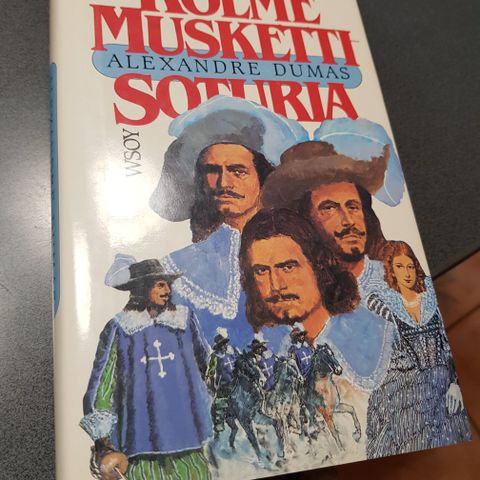 KOLME
MUSKETTI-
ALEXANDRE DUMAS
SOTURIA
WSOY